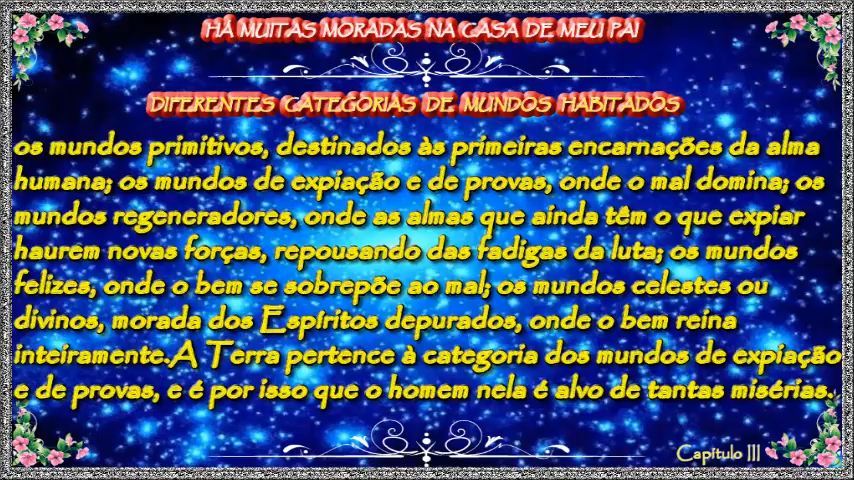 HÁ MUITAS MORADAS NA CASA DE MEU PAI
DIFERENTES CATEGORIAS DE MUNDOS HABITADOS
os mundos primitivos, destinados às primeiras encarnações da alma
humana; os mundos de expiação e de provas, onde o mal domina; os
mundos regeneradores, onde as almas que ainda têm o que expiar
haurem novas forças, repousando das fadigas da luta; os mundos
felizes, onde o bem se sobrepõe ao mal; os mundos celestes ou
divinos, morada dos Espíritos depurados, onde o bem reina
inteiramente.A Terra pertence à categoria dos mundos de expiação
e de provas, e é por isso que o homem nela é alvo de tantas misérias.
Capítulo III